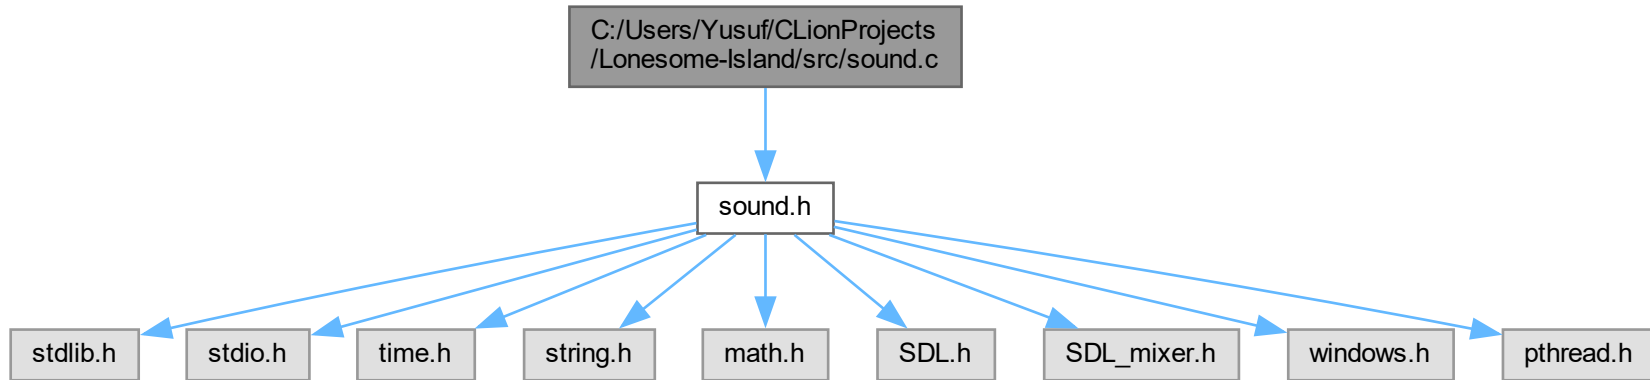 C:/Users/Yusuf/CLionProjects
/Lonesome-Island/src/sound.c
sound.h
stdlib.h
stdio.h
time.h
string.h
math.h
SDL.h
SDL_mixer.h
windows.h
pthread.h